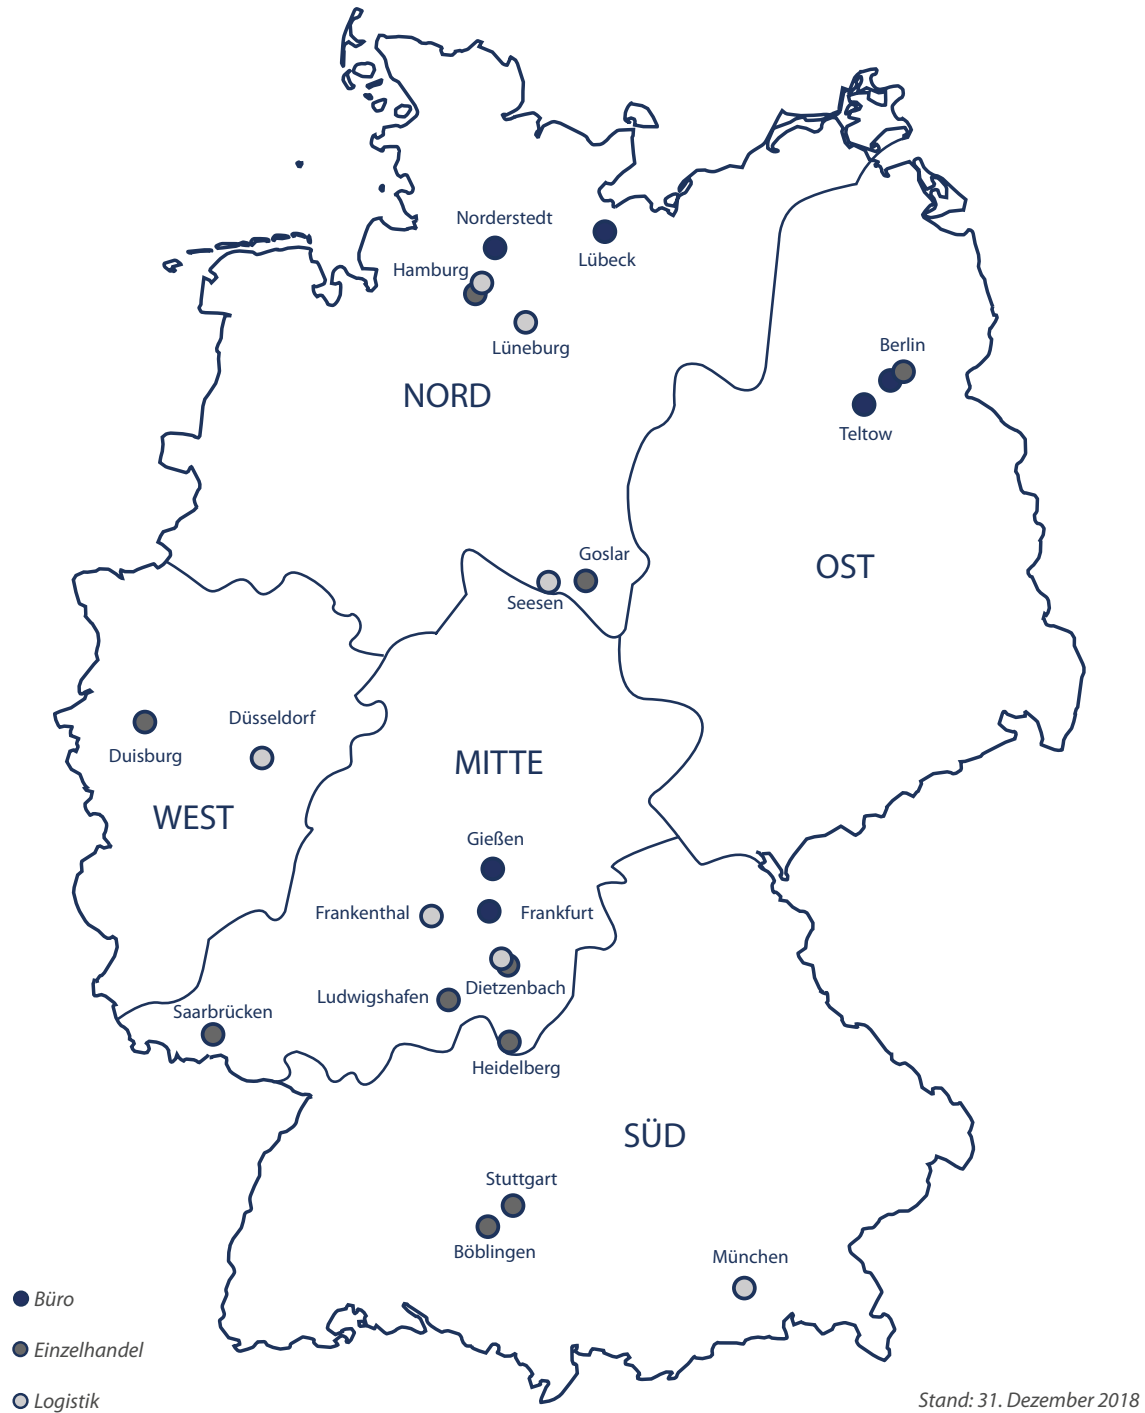 Norderstedt
Lübeck
Hamburg
Lüneburg
NORD
Berlin
Teltow
Goslar
OST
Seesen
Düsseldorf
Duisburg
MITTE
WEST
Gießen
Frankenthal
Frankfurt
Dietzenbach
Ludwigshafen
Saarbrücken
Heidelberg
SÜD
Stuttgart
Böblingen
München
Büro
Einzelhandel
Logistik
Stand: 31. Dezember 2018